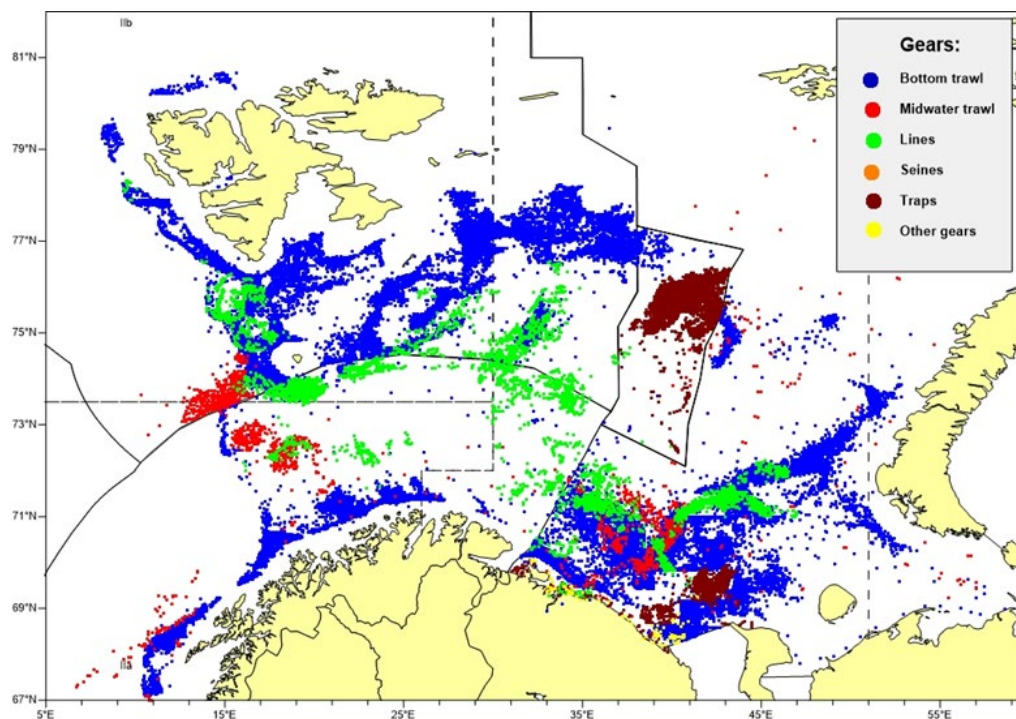 IIb
81°N
79°N
77°N
75°N
73°N
71°N
69°N
67°N
IIa
5°E
15°E
25°E
35°E
45°E
55°E
Gears:
Bottom trawl
Midwater trawl
Lines
Seines
Traps
Other gears